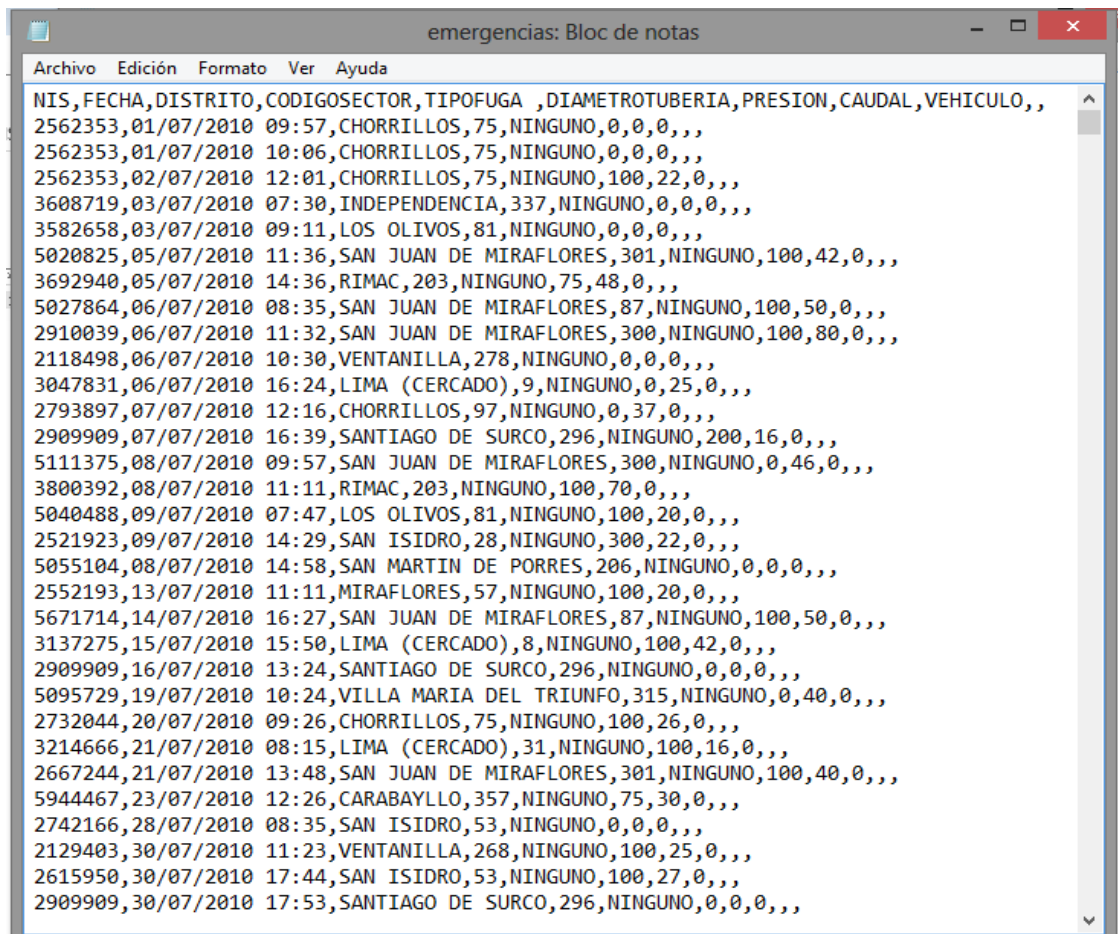 emergencias: Bloc de notas
Archivo Edición Formato Ver Ayuda
NIS,FECHA,DISTRITO,CODIGOSECTOR,TIPOFUGA ,DIAMETROTUBERIA,PRESION,CAUDAL,VEHICULO,,
2562353,01/07/2010 09:57,CHORRILLOS,75,NINGUNO,0,0,0,,,
2562353,01/07/2010 10:06,CHORRILLOS,75,NINGUNO,0,0,0,,,
2562353,02/07/2010 12:01,CHORRILLOS,75,NINGUNO,100,22,0,,,
3608719,03/07/2010 07:30,INDEPENDENCIA,337,NINGUNO,0,0,0,,,
3582658,03/07/2010 09:11,LOS OLIVOS,81,NINGUNO,0,0,0,,,
5020825,05/07/2010 11:36,SAN JUAN DE MIRAFLORES,301,NINGUNO,100,42,0,,,
3692940,05/07/2010 14:36,RIMAC,203,NINGUNO,75,48,0,,,
5027864,06/07/2010 08:35,SAN JUAN DE MIRAFLORES,87,NINGUNO,100,50,0,,,
2910039,06/07/2010 11:32,SAN JUAN DE MIRAFLORES,300,NINGUNO,100,80,0,,,
2118498,06/07/2010 10:30,VENTANILLA,278,NINGUNO,0,0,0,,,
3047831,06/07/2010 16:24,LIMA (CERCADO),9,NINGUNO,0,25,0,,,
2793897,07/07/2010 12:16,CHORRILLOS,97,NINGUNO,0,37,0,,,
2909909,07/07/2010 16:39,SANTIAGO DE SURCO,296,NINGUNO,200,16,0,,,
5111375,08/07/2010 09:57,SAN JUAN DE MIRAFLORES,300,NINGUNO,0,46,0,,,
3800392,08/07/2010 11:11,RIMAC,203,NINGUNO,100,70,0,,,
5040488,09/07/2010 07:47,LOS OLIVOS,81,NINGUNO,100,20,0,,,
2521923,09/07/2010 14:29,SAN ISIDRO,28,NINGUNO,300,22,0,,,
5055104,08/07/2010 14:58,SAN MARTIN DE PORRES,206,NINGUNO,0,0,0,,,
2552193,13/07/2010 11:11,MIRAFLORES,57,NINGUNO,100,20,0,,,
5671714,14/07/2010 16:27,SAN JUAN DE MIRAFLORES,87,NINGUNO,100,50,0,,,
3137275,15/07/2010 15:50,LIMA (CERCADO),8,NINGUNO,100,42,0,,,
2909909,16/07/2010 13:24,SANTIAGO DE SURCO,296,NINGUNO,0,0,0,,,
5095729,19/07/2010 10:24,VILLA MARIA DEL TRIUNFO,315,NINGUNO,0,40,0,,,
2732044,20/07/2010 09:26,CHORRILLOS,75,NINGUNO,100,26,0,,,
3214666,21/07/2010 08:15,LIMA (CERCADO),31,NINGUNO,100,16,0,,,
2667244,21/07/2010 13:48,SAN JUAN DE MIRAFLORES,301,NINGUNO,100,40,0,,,
5944467,23/07/2010 12:26,CARABAYLLO,357,NINGUNO,75,30,0,,,
2742166,28/07/2010 08:35,SAN ISIDRO,53,NINGUNO,0,0,0,,,
2129403,30/07/2010 11:23,VENTANILLA,268,NINGUNO,100,25,0,,,
2615950,30/07/2010 17:44,SAN ISIDRO,53,NINGUNO,100,27,0,,,
2909909,30/07/2010 17:53,SANTIAGO DE SURCO,296,NINGUNO,0,0,0,,,